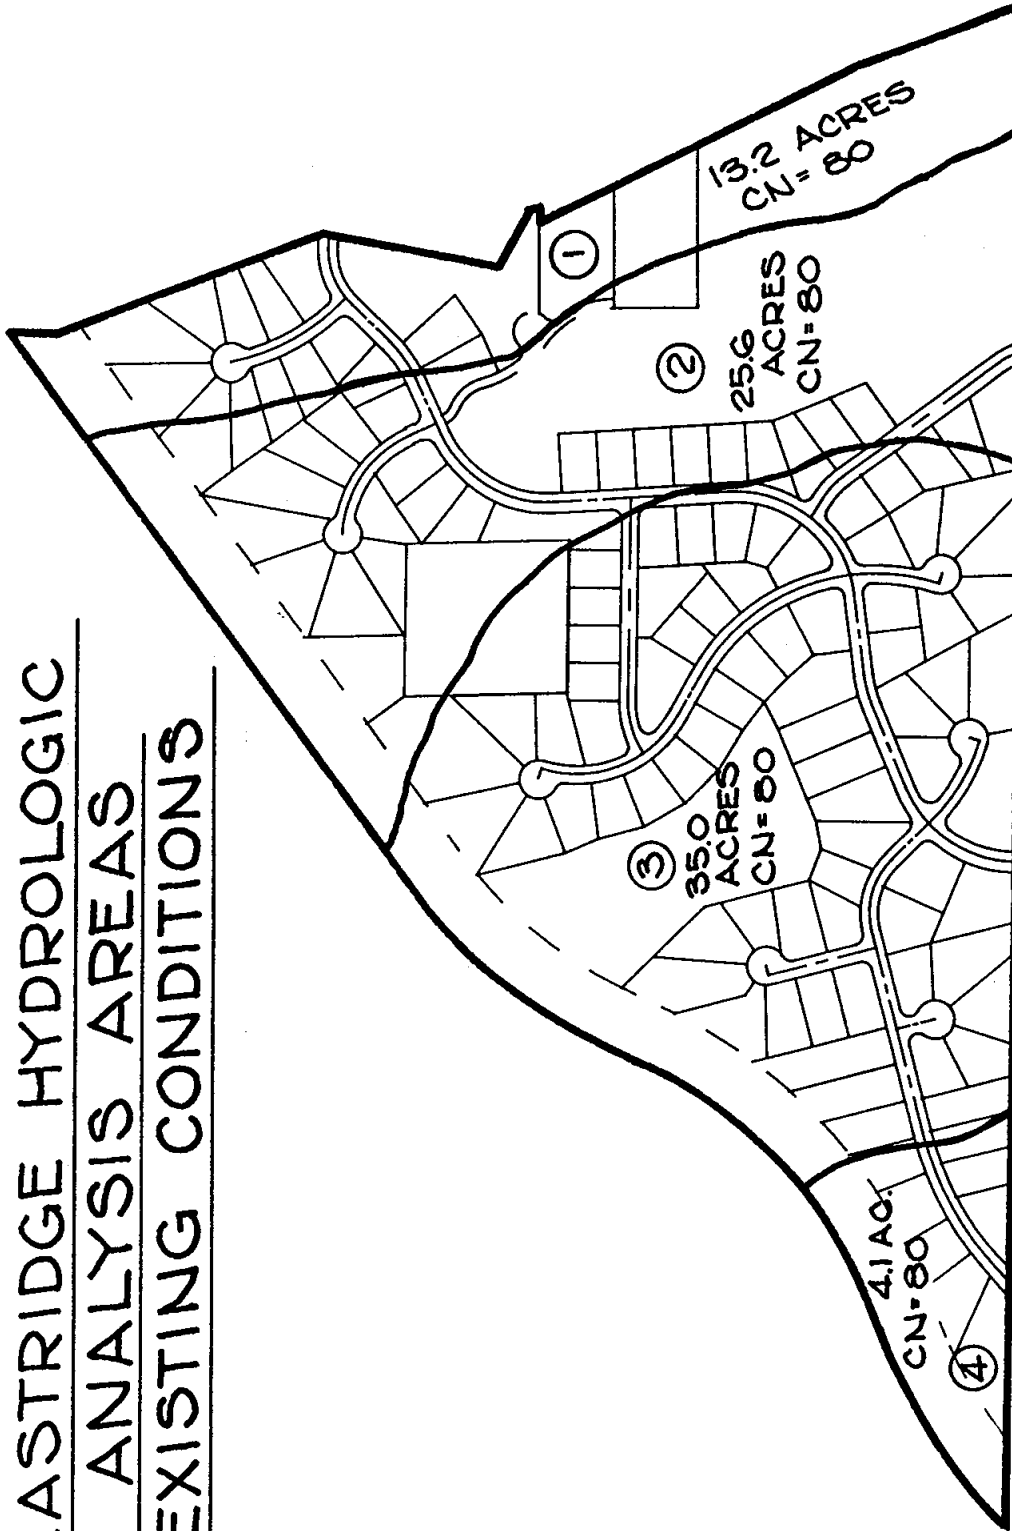 ASTRIDGE HYDROLOGIC
ANALYSIS AREAS
EXISTING CONDITIONS
1
13.2 ACRES
CN = 80
2
25.6
ACRES
CN = 80
3
35.0
ACRES
CN = 80
4.1 AC.
CN = 80
4